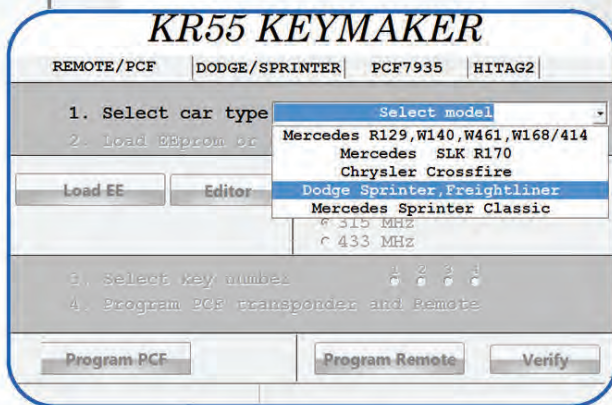 KR55 KEYMAKER
REMOTE/PCF DODGE/SPRINTER PCF7935 HITAG2
1. Select car type Select model
Mercedes R129,W140,W461,W168/414
2. Load EEprom or
Mercedes SLK R170
Chrysler Crossfire
Load EE Editor Dodge Sprinter,Freightliner
Mercedes Sprinter Classic
315 MHz
433 MHz
3. Select key number 1 2 3 4
4. Program PCF transponder and Remote
Program PCF Program Remote Verify